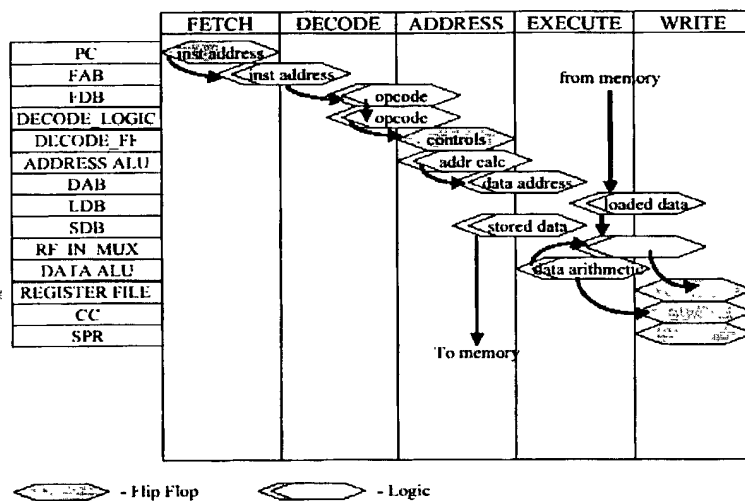 FETCH DECODE ADDRESS EXECUTE WRITE
PC inst address
FAB inst address
from memory
FDB opcode
DECODE_LOGIC opcode
DECODE_FF controls
ADDRESS ALU addr calc
DAB data address
LDB loaded data
SDB stored data
RF_IN_MUX
DATA ALU data arithmetic
REGISTER FILE
CC
SPR
To memory
- Flip Flop - Logic